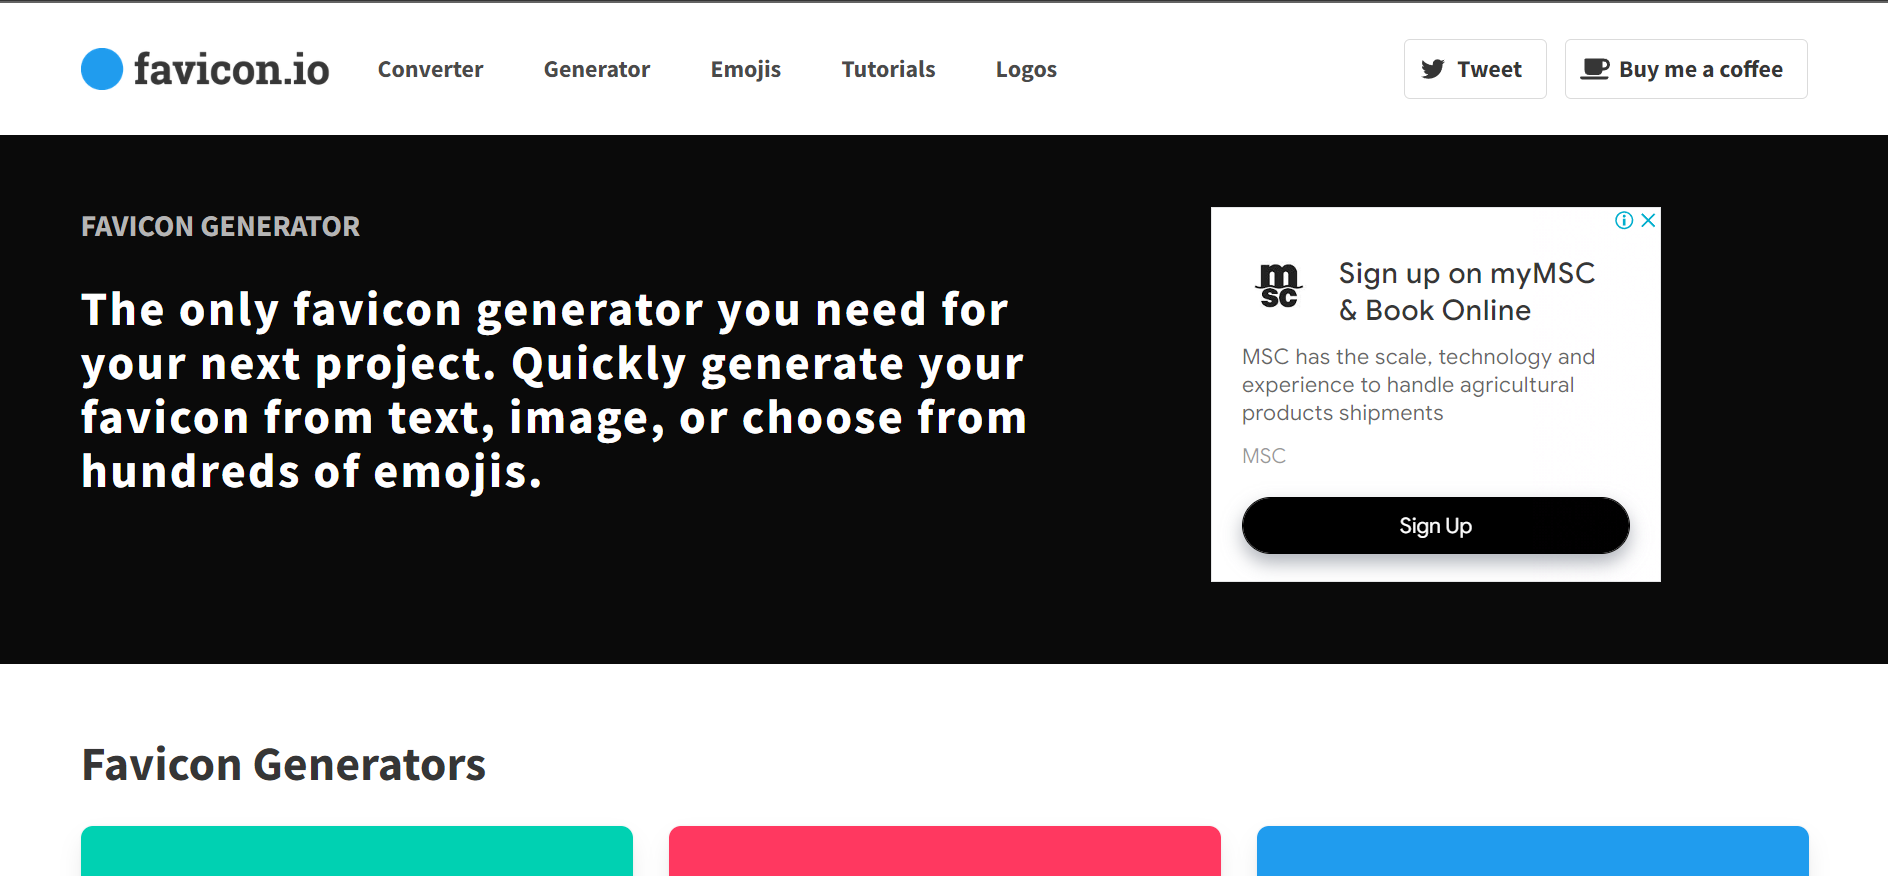 favicon.io
Converter
Generator
Emojis
Tutorials
Logos
Tweet
Buy me a coffee
FAVICON GENERATOR
The only favicon generator you need for
your next project. Quickly generate your
favicon from text, image, or choose from
hundreds of emojis.
m
sc
Sign up on myMSC
& Book Online
MSC has the scale, technology and
experience to handle agricultural
products shipments
MSC
Sign Up
Favicon Generators